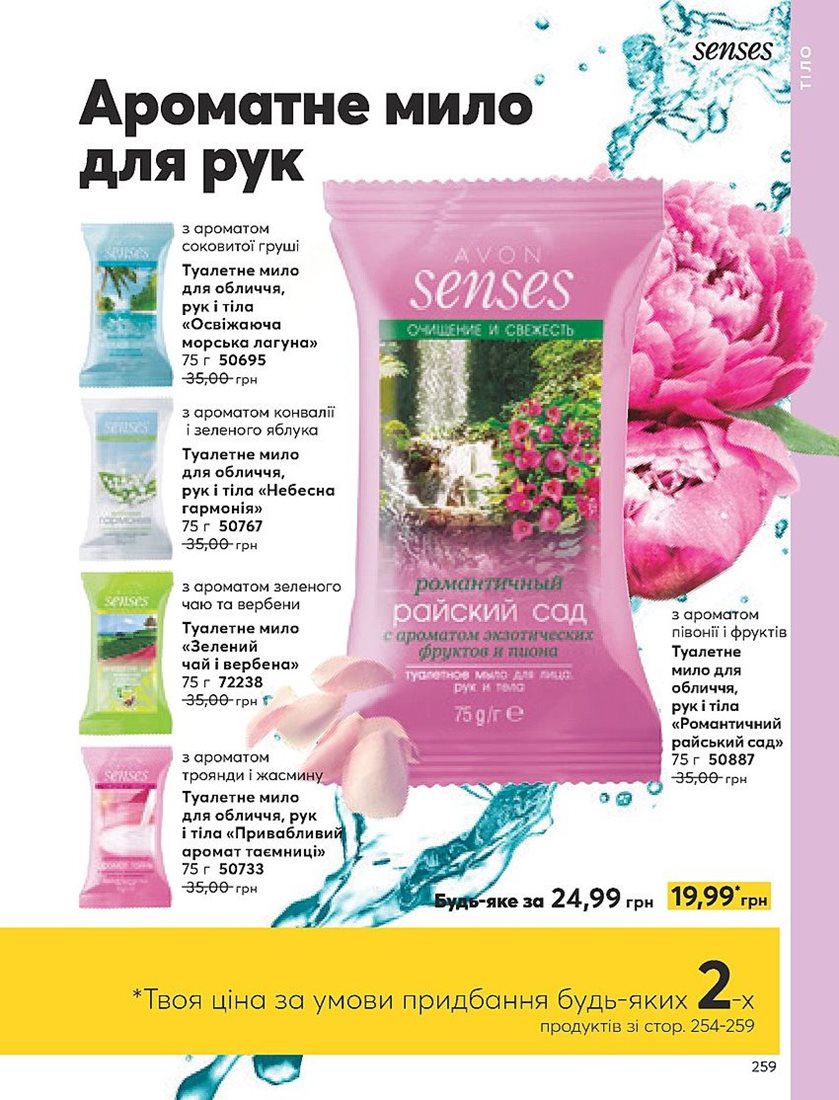 senses
ТІЛО
Ароматне мило
для рук
з ароматом
соковитої груші
Туалетне мило
для обличчя,
рук і тіла
«Освіжаюча
морська лагуна»
75 г 50695
35,00 грн
з ароматом конвалії
і зеленого яблука
Туалетне мило
для обличчя,
рук і тіла «Небесна
гармонія»
75 г 50767
35,00 грн
з ароматом зеленого
чаю та вербени
Туалетне мило
«Зелений
чай і вербена»
75 г 72238
35,00 грн
з ароматом
троянди і жасмину
Туалетне мило
для обличчя, рук
і тіла «Привабливий
аромат таємниці»
75 г 50733
35,00 грн
senses
senses
гармония
senses
senses
AVON
senses
ОЧИЩЕНИЕ И СВЕЖЕСТЬ
романтичный
РАЙСКИЙ САД
с ароматом экзотических
фруктов и пиона
туалетное мыло для лица,
рук и тела
75 g/г e
з ароматом
півонії і фруктів
Туалетне
мило для
обличчя,
рук і тіла
«Романтичний
райський сад»
75 г 50887
35,00 грн
Будь-яке за 24,99 грн 19,99* грн
*Твоя ціна за умови придбання будь-яких 2-х
продуктів зі стор. 254-259
259